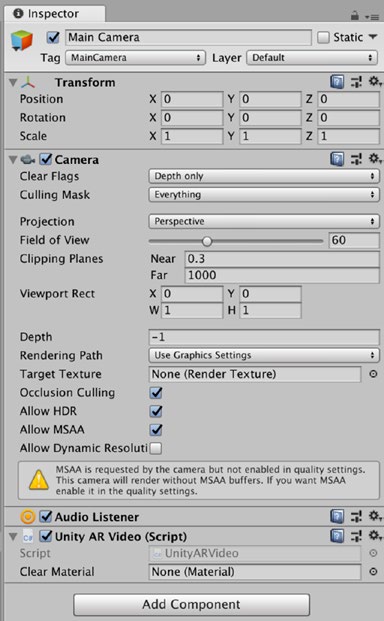 Inspector
Main Camera Static
Tag MainCamera Layer Default
Transform
Position X 0 Y 0 Z 0
Rotation X 0 Y 0 Z 0
Scale X 1 Y 1 Z 1
Camera
Clear Flags Depth only
Culling Mask Everything
Projection Perspective
Field of View 60
Clipping Planes Near 0.3
Far 1000
Viewport Rect X 0 Y 0
W 1 H 1
Depth -1
Rendering Path Use Graphics Settings
Target Texture None (Render Texture)
Occlusion Culling
Allow HDR
Allow MSAA
Allow Dynamic Resoluti
MSAA is requested by the camera but not enabled in quality settings.
This camera will render without MSAA buffers. If you want MSAA
enable it in the quality settings.
Audio Listener
Unity AR Video (Script)
Script UnityARVideo
Clear Material None (Material)
Add Component